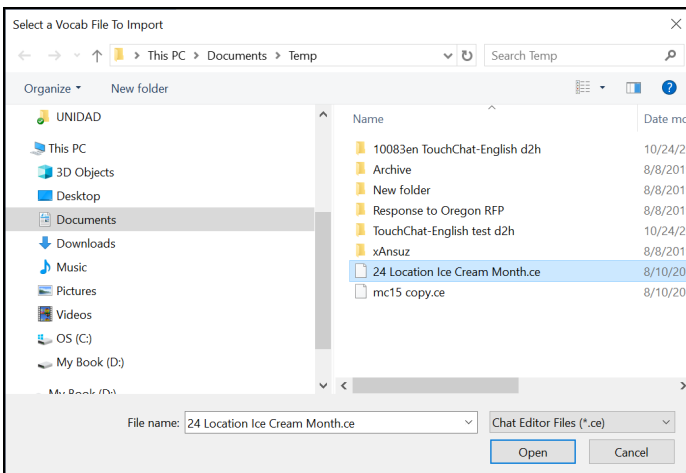 Select a Vocab File To Import
This PC > Documents > Temp
Search Temp
Organize
New folder
UNIDAD
This PC
3D Objects
Desktop
Documents
Downloads
Music
Pictures
Videos
OS (C:)
My Book (D:)
My Book (D:)
Name
Date mo
10083en TouchChat-English d2h
10/24/2
Archive
8/8/201
New folder
8/8/201
Response to Oregon RFP
8/8/201
TouchChat-English test d2h
10/24/2
xAnsuz
8/8/201
24 Location Ice Cream Month.ce
8/10/20
mc15 copy.ce
8/10/20
File name:
24 Location Ice Cream Month.ce
Chat Editor Files (*.ce)
Open
Cancel